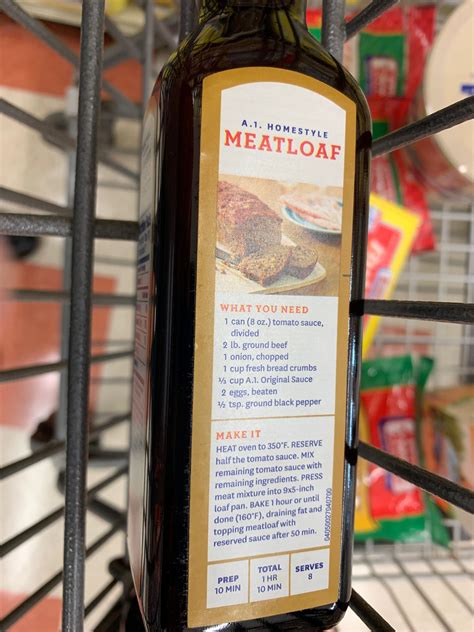 A.1. HOMESTYLE
MEATLOAF
WHAT YOU NEED
1 can (8 oz.) tomato sauce,
divided
2 lb. ground beef
1 onion, chopped
1 cup fresh bread crumbs
⅓ cup A.1. Original Sauce
2 eggs, beaten
½ tsp. ground black pepper
MAKE IT
HEAT oven to 350°F. RESERVE
half the tomato sauce. MIX
remaining tomato sauce with
remaining ingredients. PRESS
meat mixture into 9x5-inch
loaf pan. BAKE 1 hour or until
done (160°F), draining fat and
topping meatloaf with
reserved sauce after 50 min.
PREP
10 MIN
TOTAL
1 HR
10 MIN
SERVES
8